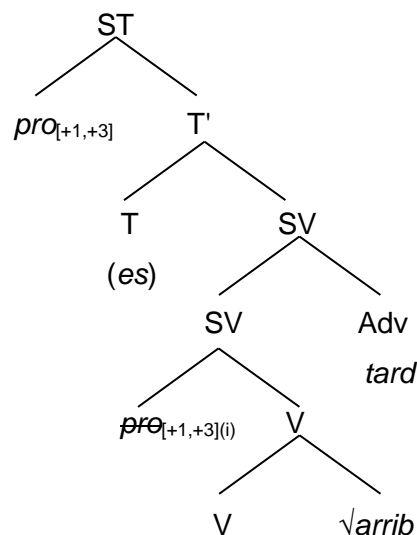 ST
pro[+1,+3] T'
T SV
(es)
SV Adv
tard
pro[+1,+3](i) V
V √arrib